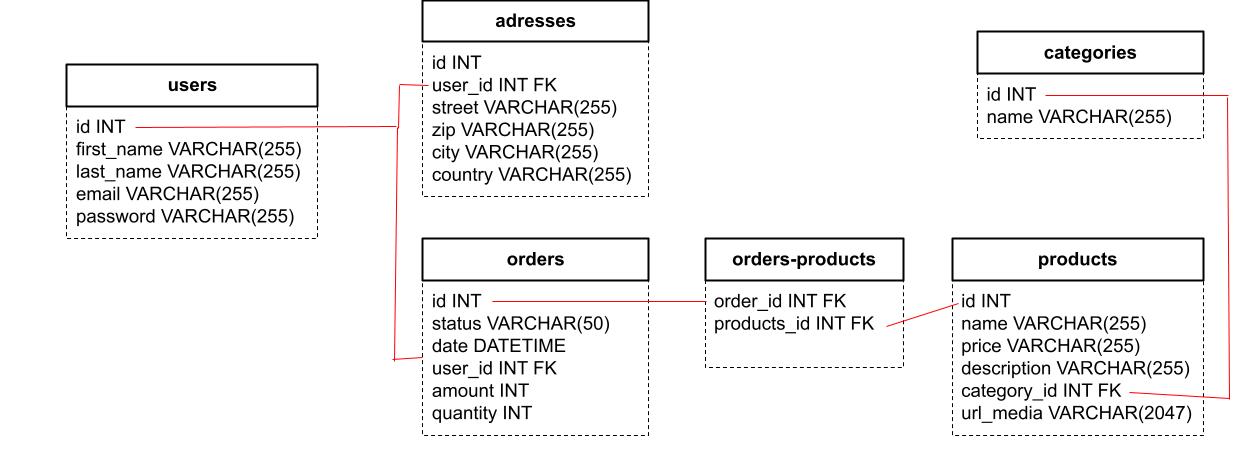 users
id INT
first_name VARCHAR(255)
last_name VARCHAR(255)
email VARCHAR(255)
password VARCHAR(255)
adresses
id INT
user_id INT FK
street VARCHAR(255)
zip VARCHAR(255)
city VARCHAR(255)
country VARCHAR(255)
categories
id INT
name VARCHAR(255)
orders
id INT
status VARCHAR(50)
date DATETIME
user_id INT FK
amount INT
quantity INT
orders-products
order_id INT FK
products_id INT FK
products
id INT
name VARCHAR(255)
price VARCHAR(255)
description VARCHAR(255)
category_id INT FK
url_media VARCHAR(2047)